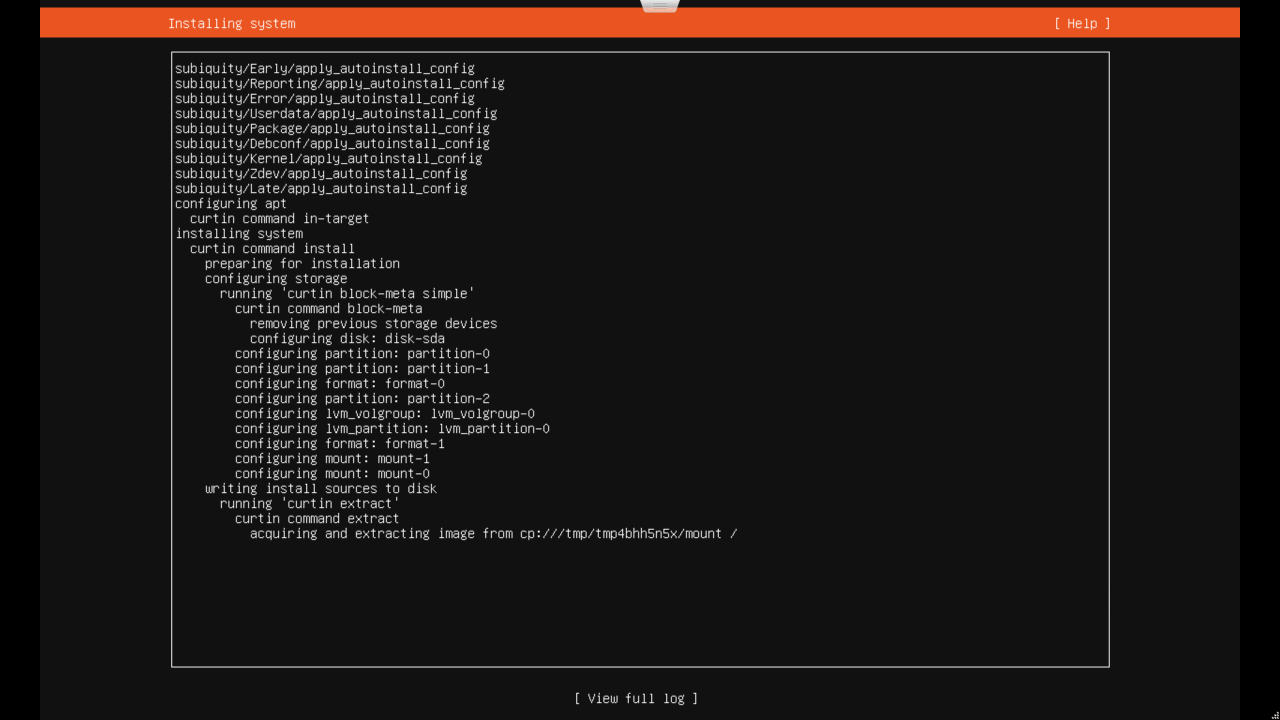 Installing system
[ Help ]
subiquity/Early/apply_autoinstall_config
subiquity/Reporting/apply_autoinstall_config
subiquity/Error/apply_autoinstall_config
subiquity/Userdata/apply_autoinstall_config
subiquity/Package/apply_autoinstall_config
subiquity/Debconf/apply_autoinstall_config
subiquity/Kernel/apply_autoinstall_config
subiquity/Zdev/apply_autoinstall_config
subiquity/Late/apply_autoinstall_config
configuring apt
curtin command in-target
installing system
curtin command install
preparing for installation
configuring storage
running 'curtin block-meta simple'
curtin command block-meta
removing previous storage devices
configuring disk: disk-sda
configuring partition: partition-0
configuring partition: partition-1
configuring format: format-0
configuring partition: partition-2
configuring lvm_volgroup: lvm_volgroup-0
configuring lvm_partition: lvm_partition-0
configuring format: format-1
configuring mount: mount-1
configuring mount: mount-0
writing install sources to disk
running 'curtin extract'
curtin command extract
acquiring and extracting image from cp:///tmp/tmp4bhh5n5x/mount /
[ View full log ]